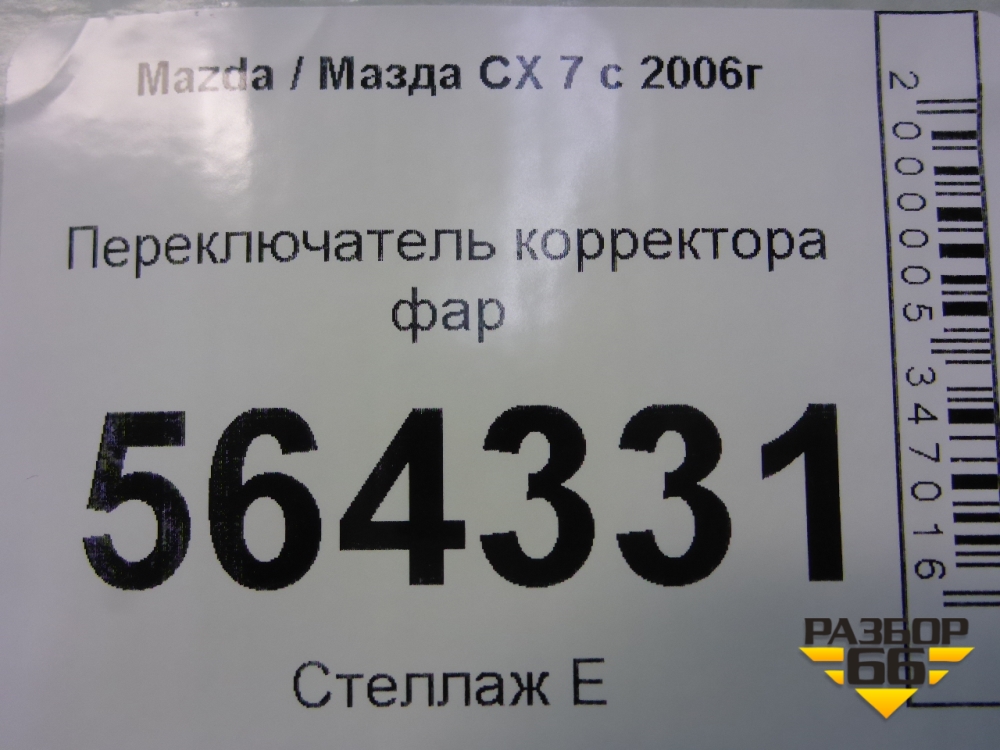 Mazda / Мазда CX 7 с 2006г
Переключатель корректора
фар
564331
Стеллаж Е
2000005347016
РАЗБОР
66